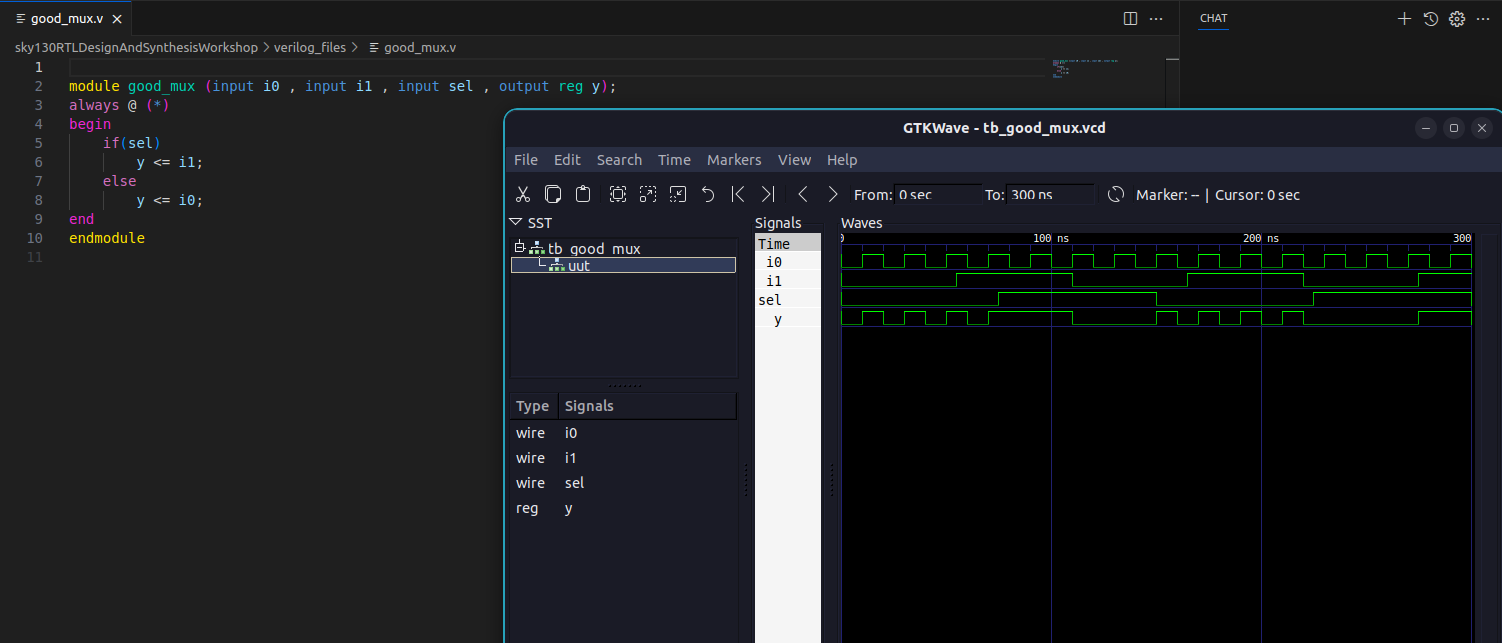 good_mux.v
CHAT
sky130RTLDesignAndSynthesisWorkshop > verilog_files > good_mux.v
1
2 module good_mux (input i0 , input i1 , input sel , output reg y);
3 always @ (*)
4 begin
5 if(sel)
6 y <= i1;
7 else
8 y <= i0;
9 end
10 endmodule
11
GTKWave - tb_good_mux.vcd
File Edit Search Time Markers View Help
From: 0 sec To: 300 ns Marker: -- | Cursor: 0 sec
SST
tb_good_mux
uut
Type Signals
wire i0
wire i1
wire sel
reg y
Signals
Time
i0
i1
sel
y
Waves
0 100 ns 200 ns 300